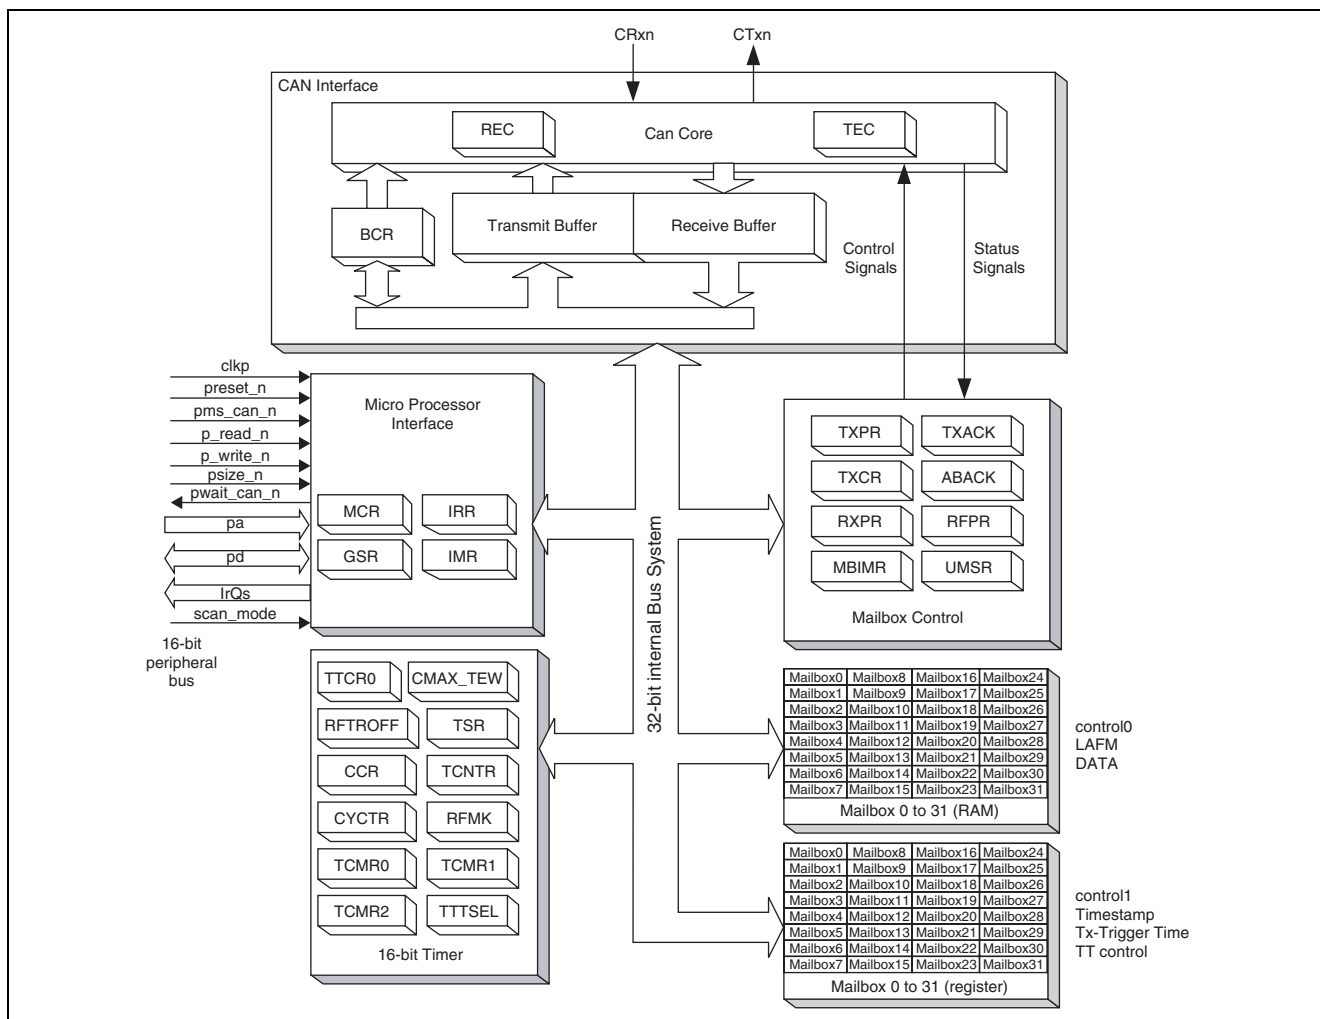 CRxn
CTxn
CAN Interface
REC
Can Core
TEC
BCR
Transmit Buffer
Receive Buffer
Control
Signals
Status
Signals
clkp
preset_n
pms_can_n
p_read_n
p_write_n
psize_n
pwait_can_n
pa
pd
IrQs
scan_mode
16-bit
peripheral
bus
Micro Processor
Interface
MCR
IRR
GSR
IMR
32-bit internal Bus System
TXPR
TXACK
TXCR
ABACK
RXPR
RFPR
MBIMR
UMSR
Mailbox Control
TTCR0
CMAX_TEW
RFTROFF
TSR
CCR
TCNTR
CYCTR
RFMK
TCMR0
TCMR1
TCMR2
TTTSEL
16-bit Timer
Mailbox0 Mailbox8 Mailbox16 Mailbox24
Mailbox1 Mailbox9 Mailbox17 Mailbox25
Mailbox2 Mailbox10 Mailbox18 Mailbox26
Mailbox3 Mailbox11 Mailbox19 Mailbox27
Mailbox4 Mailbox12 Mailbox20 Mailbox28
Mailbox5 Mailbox13 Mailbox21 Mailbox29
Mailbox6 Mailbox14 Mailbox22 Mailbox30
Mailbox7 Mailbox15 Mailbox23 Mailbox31
Mailbox 0 to 31 (RAM)
control0
LAFM
DATA
Mailbox0 Mailbox8 Mailbox16 Mailbox24
Mailbox1 Mailbox9 Mailbox17 Mailbox25
Mailbox2 Mailbox10 Mailbox18 Mailbox26
Mailbox3 Mailbox11 Mailbox19 Mailbox27
Mailbox4 Mailbox12 Mailbox20 Mailbox28
Mailbox5 Mailbox13 Mailbox21 Mailbox29
Mailbox6 Mailbox14 Mailbox22 Mailbox30
Mailbox7 Mailbox15 Mailbox23 Mailbox31
Mailbox 0 to 31 (register)
control1
Timestamp
Tx-Trigger Time
TT control